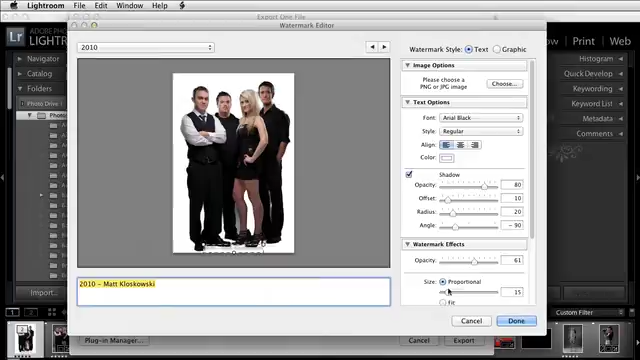 Lightroom File Edit Window Help
Export One File
Watermark Editor
2010
Watermark Style: Text Graphic
Image Options
Please choose a
PNG or JPG image
Choose...
Text Options
Font: Arial Black
Style: Regular
Align:
Color:
Shadow
Opacity: 80
Offset: 10
Radius: 20
Angle: - 90
Watermark Effects
Opacity: 61
Size: Proportional
15
Fit
2010 - Matt Kloskowski
Cancel Done
Plug-in Manager... Cancel Export
Lr
LIGHTR
Navigator
Catalog
Folders
Photo Drive
Photo
Import...
Print Web
Histogram
Quick Develop
Keywording
Keyword List
Metadata
Comments
Custom Filter